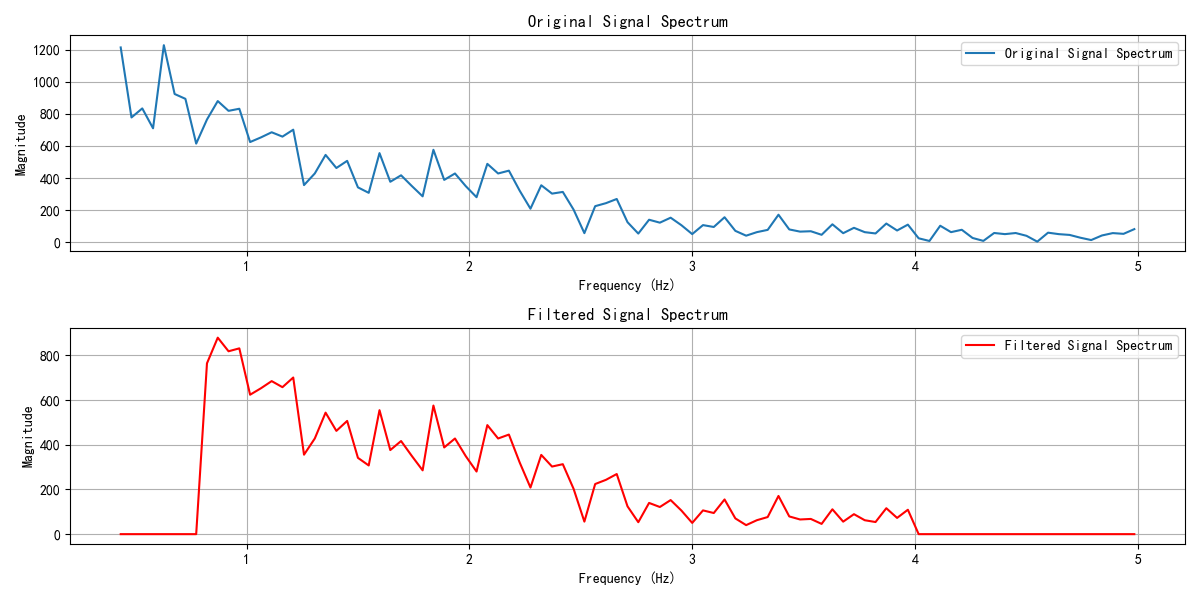 Original Signal Spectrum
1200
1000
800
600
400
200
0
Magnitude
Original Signal Spectrum
1 2 3 4 5
Frequency (Hz)
Filtered Signal Spectrum
800
600
400
200
0
Magnitude
Filtered Signal Spectrum
1 2 3 4 5
Frequency (Hz)